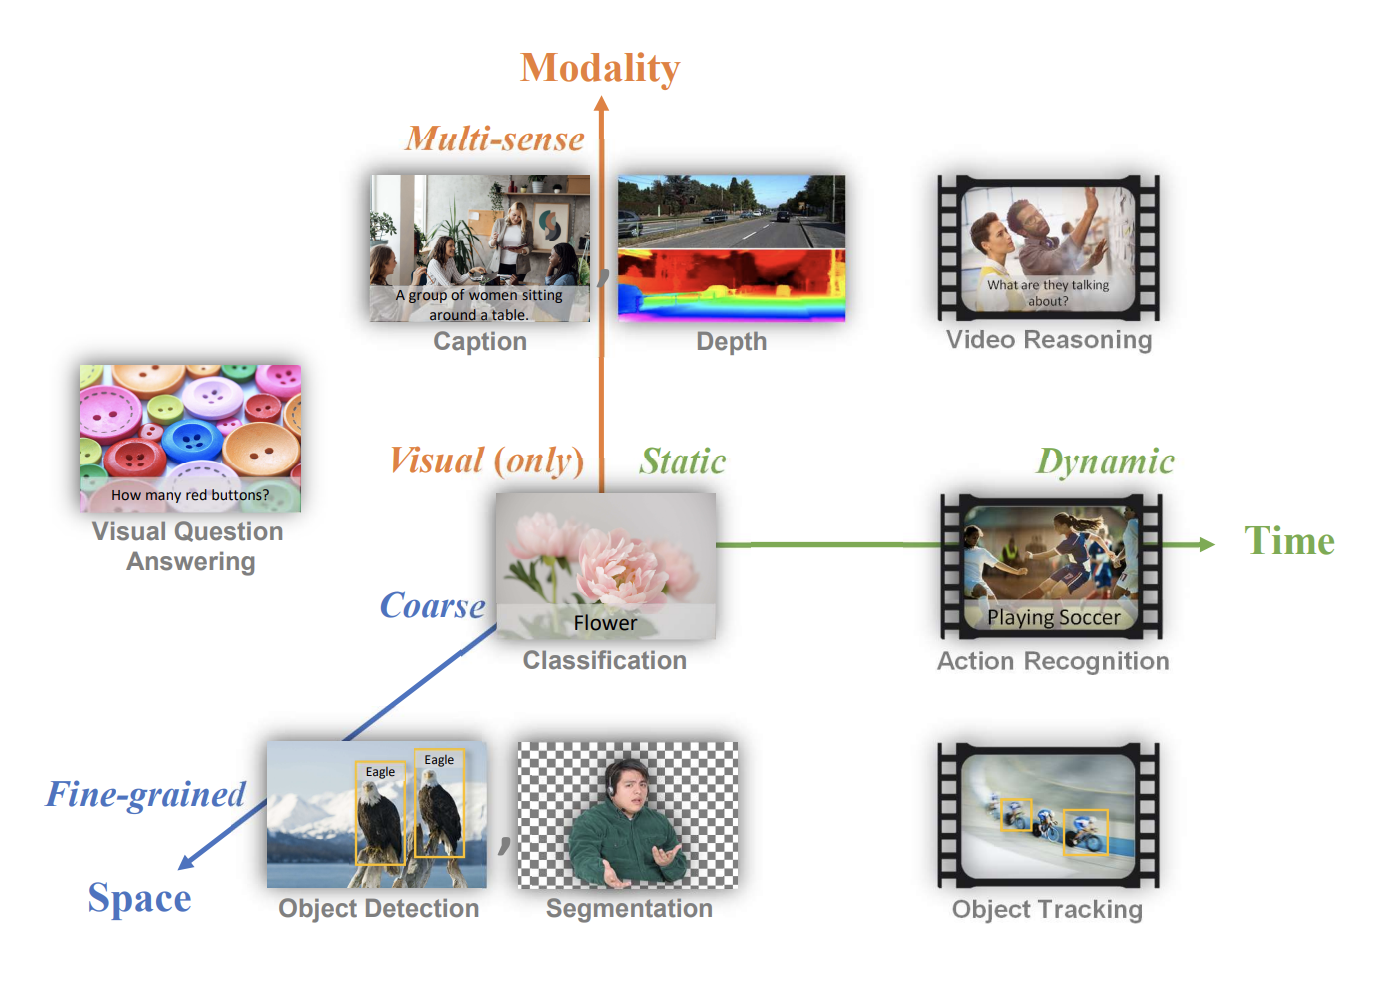 Modality
Multi-sense
A group of women sitting
around a table.
Caption
,
Depth
What are they talking
about?
Video Reasoning
How many red buttons?
Visual Question
Answering
Visual (only)
Static
Dynamic
Time
Flower
Classification
Playing Soccer
Action Recognition
Coarse
Fine-grained
Space
Eagle
Eagle
Object Detection
,
Segmentation
Object Tracking